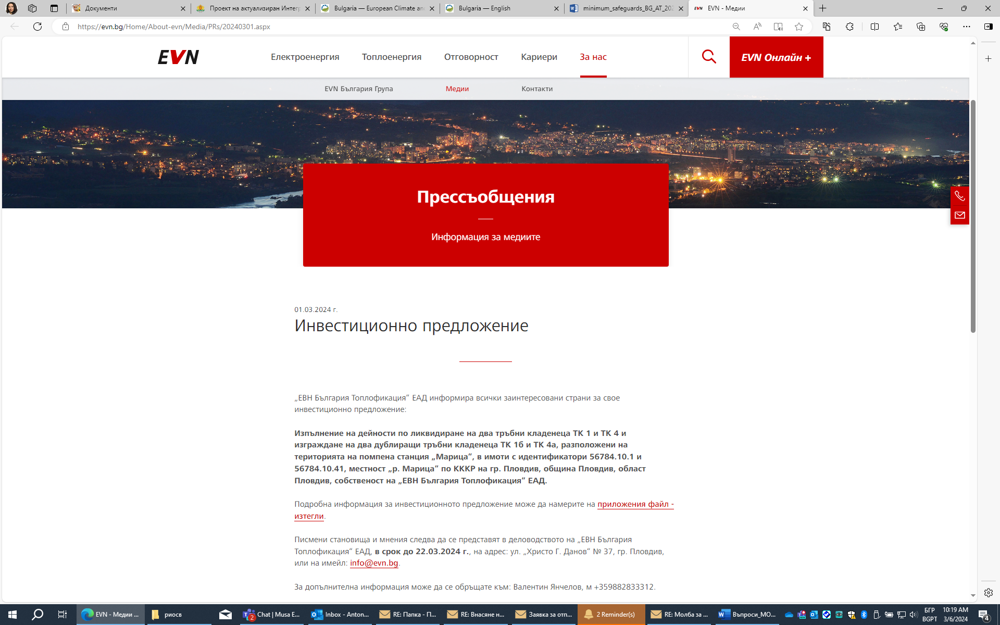 Документи
Проект на актуализиран Интегр
Bulgaria — European Climate an
Bulgaria — English
minimum_safeguards_BG_AT_202
EVN - Медии
https://evn.bg/Home/About-evn/Media/PRs/20240301.aspx
EVN
Електроенергия
Топлоенергия
Отговорност
Кариери
За нас
EVN Онлайн +
EVN България Група
Медии
Контакти
Прессъобщения
Информация за медиите
01.03.2024 г.
Инвестиционно предложение
„ЕВН България Топлофикация“ ЕАД информира всички заинтересовани страни за свое
инвестиционно предложение:
Изпълнение на дейности по ликвидиране на два тръбни кладенеца ТК 1 и ТК 4 и
изграждане на два дублиращи тръбни кладенеца ТК 1б и ТК 4а, разположени на
територията на помпена станция „Марица“, в имоти с идентификатори 56784.10.1 и
56784.10.41, местност „р. Марица“ по КККР на гр. Пловдив, община Пловдив, област
Пловдив, собственост на „ЕВН България Топлофикация“ ЕАД.
Подробна информация за инвестиционното предложение може да намерите на приложения файл -
изтегли.
Писмени становища и мнения следва да се представят в деловодството на „ЕВН България
Топлофикация“ ЕАД, в срок до 22.03.2024 г., на адрес: ул. „Христо Г. Данов“ № 37, гр. Пловдив,
или на имейл: info@evn.bg.
За допълнителна информация може да се обръщате към: Валентин Янчелов, м +359882833312.
EVN - Медии ...
риосв
2
Chat | Musa E...
Inbox - Anton...
RE: Папка - П...
RE: Внасяне н...
Заявка за отп...
2 Reminder(s)
RE: Молба за ...
Въпроси_МО...
БГР
BGPT
10:19 AM
3/6/2024
4